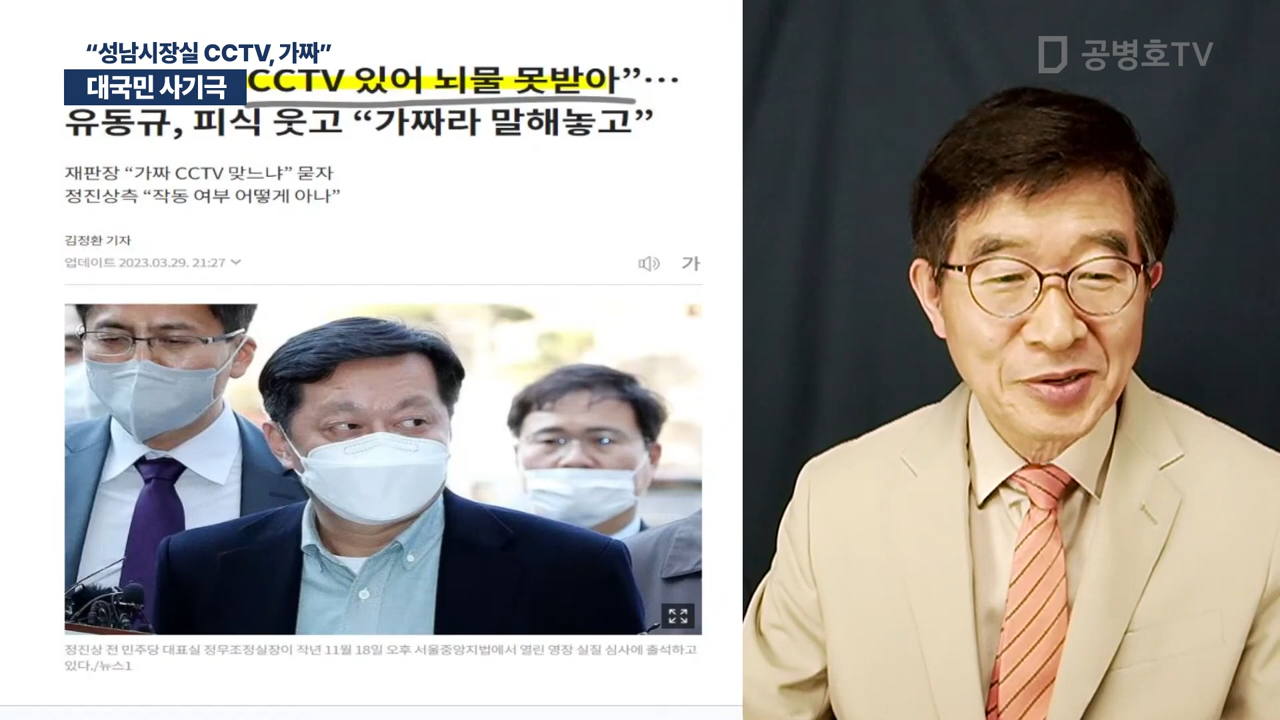 “성남시장실 CCTV, 가짜”
대국민 사기극
CCTV 있어 뇌물 못받아”…
유동규, 피식 웃고 “가짜라 말해놓고”
재판장 “가짜 CCTV 맞느냐” 묻자
정진상측 “작동 여부 어떻게 아나”
김정환 기자
업데이트 2023.03.29. 21:27
가
정진상 전 민주당 대표실 정무조정실장이 작년 11월 18일 오후 서울중앙지법에서 열린 영장 실질 심사에 출석하고
있다./뉴스1
공병호TV